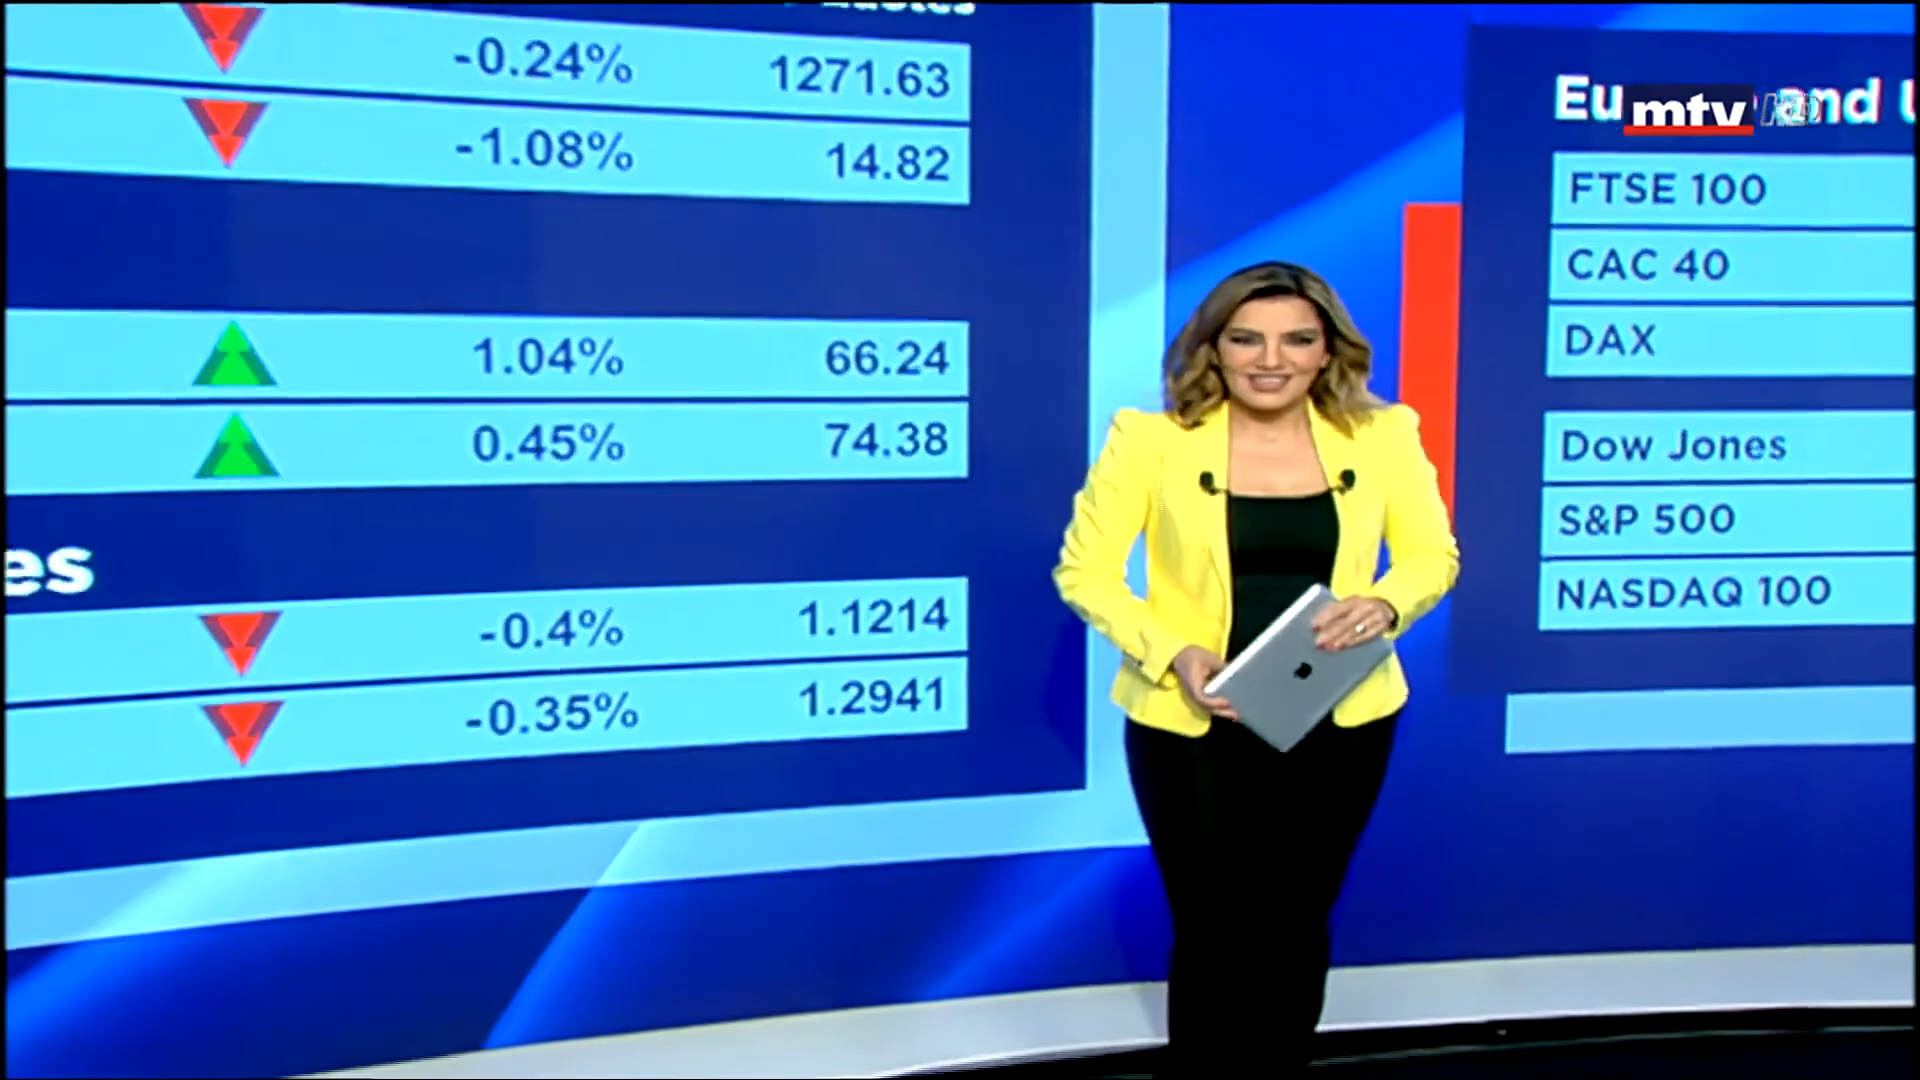 -0.24% 1271.63
-1.08% 14.82
1.04% 66.24
0.45% 74.38
es
-0.4% 1.1214
-0.35% 1.2941
mtv HD
Eu and U
FTSE 100
CAC 40
DAX
Dow Jones
S&P 500
NASDAQ 100